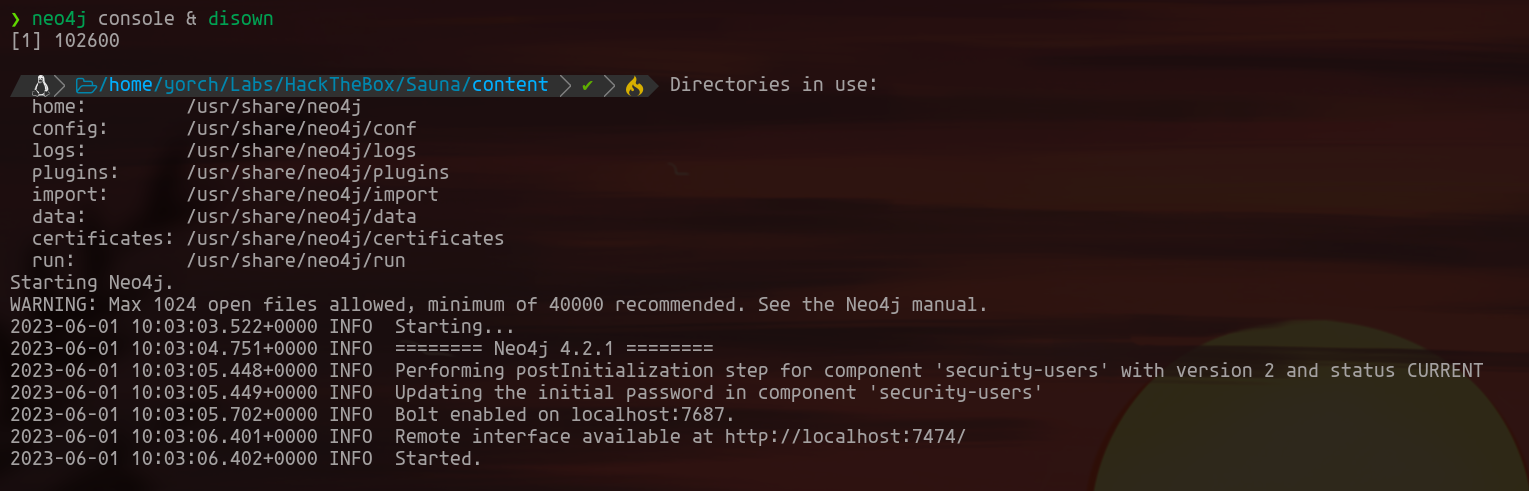 ❯ neo4j console & disown
[1] 102600
/home/yorch/Labs/HackTheBox/Sauna/content ✔ Directories in use:
home: /usr/share/neo4j
config: /usr/share/neo4j/conf
logs: /usr/share/neo4j/logs
plugins: /usr/share/neo4j/plugins
import: /usr/share/neo4j/import
data: /usr/share/neo4j/data
certificates: /usr/share/neo4j/certificates
run: /usr/share/neo4j/run
Starting Neo4j.
WARNING: Max 1024 open files allowed, minimum of 40000 recommended. See the Neo4j manual.
2023-06-01 10:03:03.522+0000 INFO  Starting...
2023-06-01 10:03:04.751+0000 INFO  ======== Neo4j 4.2.1 ========
2023-06-01 10:03:05.448+0000 INFO  Performing postInitialization step for component 'security-users' with version 2 and status CURRENT
2023-06-01 10:03:05.449+0000 INFO  Updating the initial password in component 'security-users'
2023-06-01 10:03:05.702+0000 INFO  Bolt enabled on localhost:7687.
2023-06-01 10:03:06.401+0000 INFO  Remote interface available at http://localhost:7474/
2023-06-01 10:03:06.402+0000 INFO  Started.